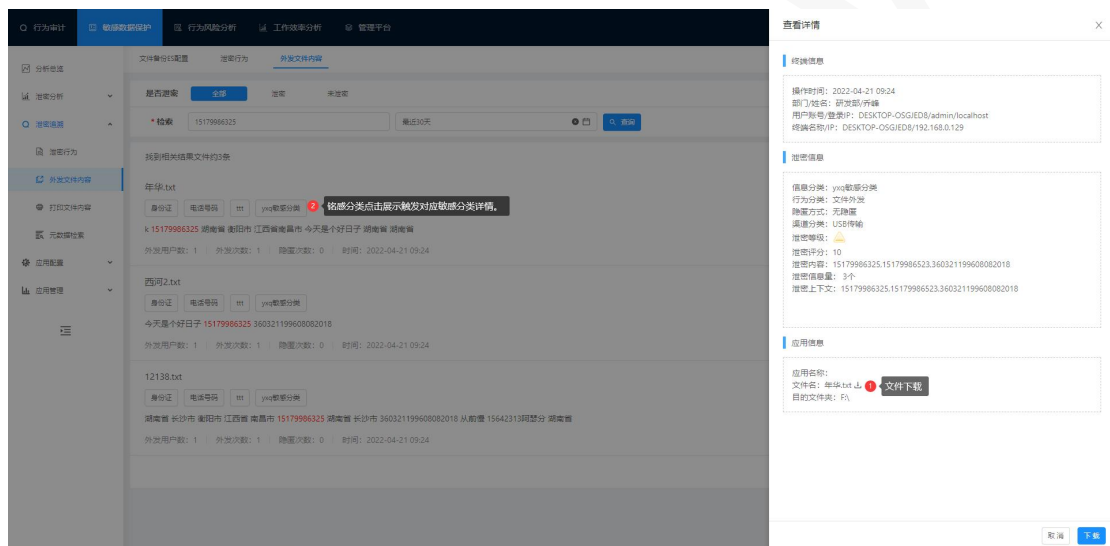 行为审计 敏感数据保护 行为风险分析 工作效率分析 管理平台
分析总览
泄密分析
泄密追溯
泄密行为
外发文件内容
打印文件内容
元数据检索
应用配置
应用管理
文件备份ES配置 泄密行为 外发文件内容
是否泄密 全部 泄密 未泄密
*检索 15179986325 最近30天 查询
找到相关结果文件约3条
年华.txt
身份证 电话号码 ttt yxq敏感分类 2 铭感分类点击展示触发对应敏感分类详情。
k 15179986325 湖南省 衡阳市 江西省南昌市 今天是个好日子 湖南省 湖南省
外发用户数：1 外发次数：1 隐匿次数：0 时间：2022-04-21 09:24
西河2.txt
身份证 电话号码 ttt yxq敏感分类
今天是个好日子 15179986325 360321199608082018
外发用户数：1 外发次数：1 隐匿次数：0 时间：2022-04-21 09:24
12138.txt
身份证 电话号码 ttt yxq敏感分类
湖南省 长沙市 衡阳市 江西省 南昌市 15179986325 湖南省 长沙市 360321199608082018 从前慢 15642313阿瑟分 湖南省
外发用户数：1 外发次数：1 隐匿次数：0 时间：2022-04-21 09:24
查看详情
终端信息
操作时间：2022-04-21 09:24
部门/姓名：研发部/乔峰
用户账号/登录IP：DESKTOP-OSGJED8/admin/localhost
终端名称/IP：DESKTOP-OSGJED8/192.168.0.129
泄密信息
信息分类：yxq敏感分类
行为分类：文件外发
隐匿方式：无隐匿
渠道分类：USB传输
泄密等级：
泄密评分：10
泄密内容：15179986325,15179986523,360321199608082018
泄密信息量：3个
泄密上下文：15179986325,15179986523,360321199608082018
应用信息
应用名称：
文件名：年华.txt 1 文件下载
目的文件夹：F:\
取消 下载